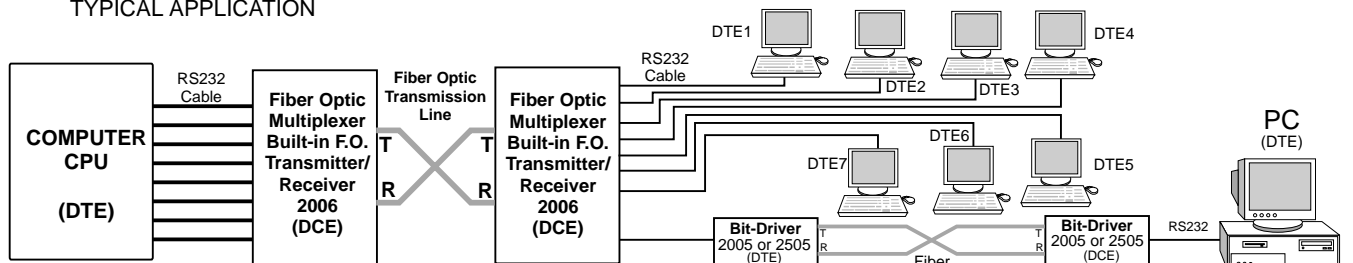 TYPICAL APPLICATION
COMPUTER
CPU
(DTE)
RS232
Cable
Fiber Optic
Multiplexer
Built-in F.O.
Transmitter/
Receiver
2006
(DCE)
T
R
Fiber Optic
Transmission
Line
T
R
Fiber Optic
Multiplexer
Built-in F.O.
Transmitter/
Receiver
2006
(DCE)
RS232
Cable
DTE1
DTE2
DTE3
DTE4
DTE7
DTE6
DTE5
Bit-Driver
2005 or 2505
(DTE)
T
R
Fiber
T
R
Bit-Driver
2005 or 2505
(DCE)
RS232
PC
(DTE)